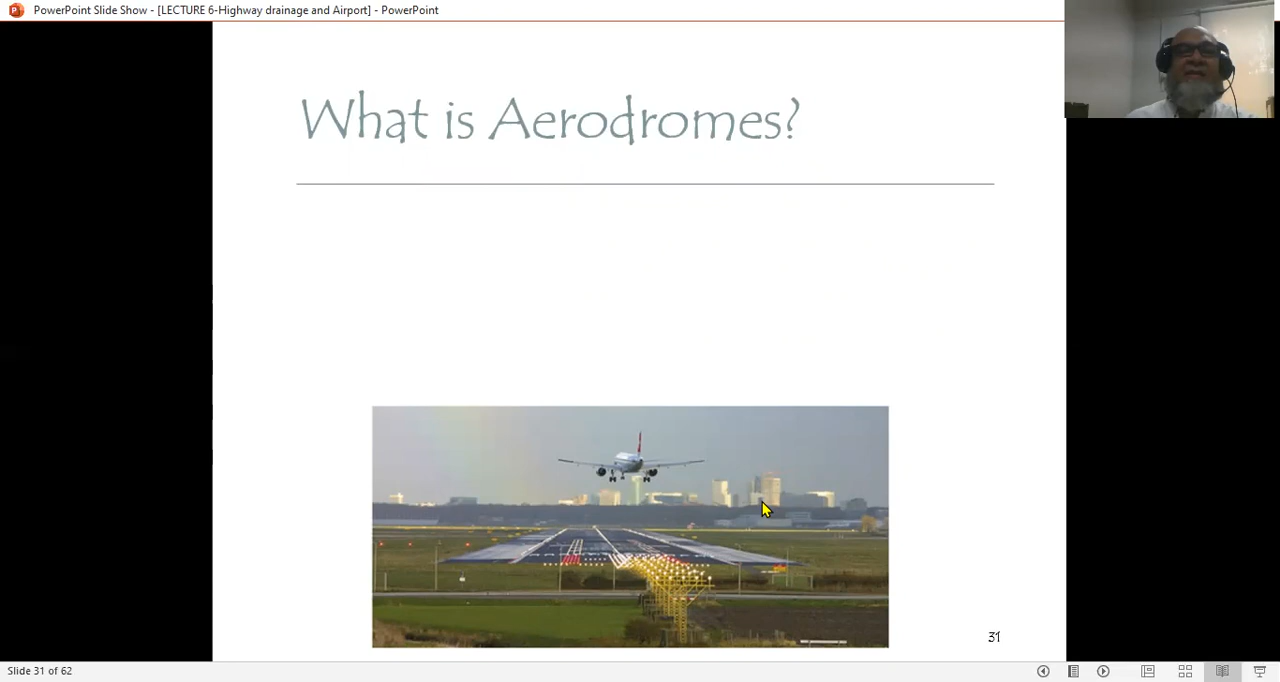 PowerPoint Slide Show - [LECTURE 6-Highway drainage and Airport] - PowerPoint
What is Aerodromes?
31
Slide 31 of 62